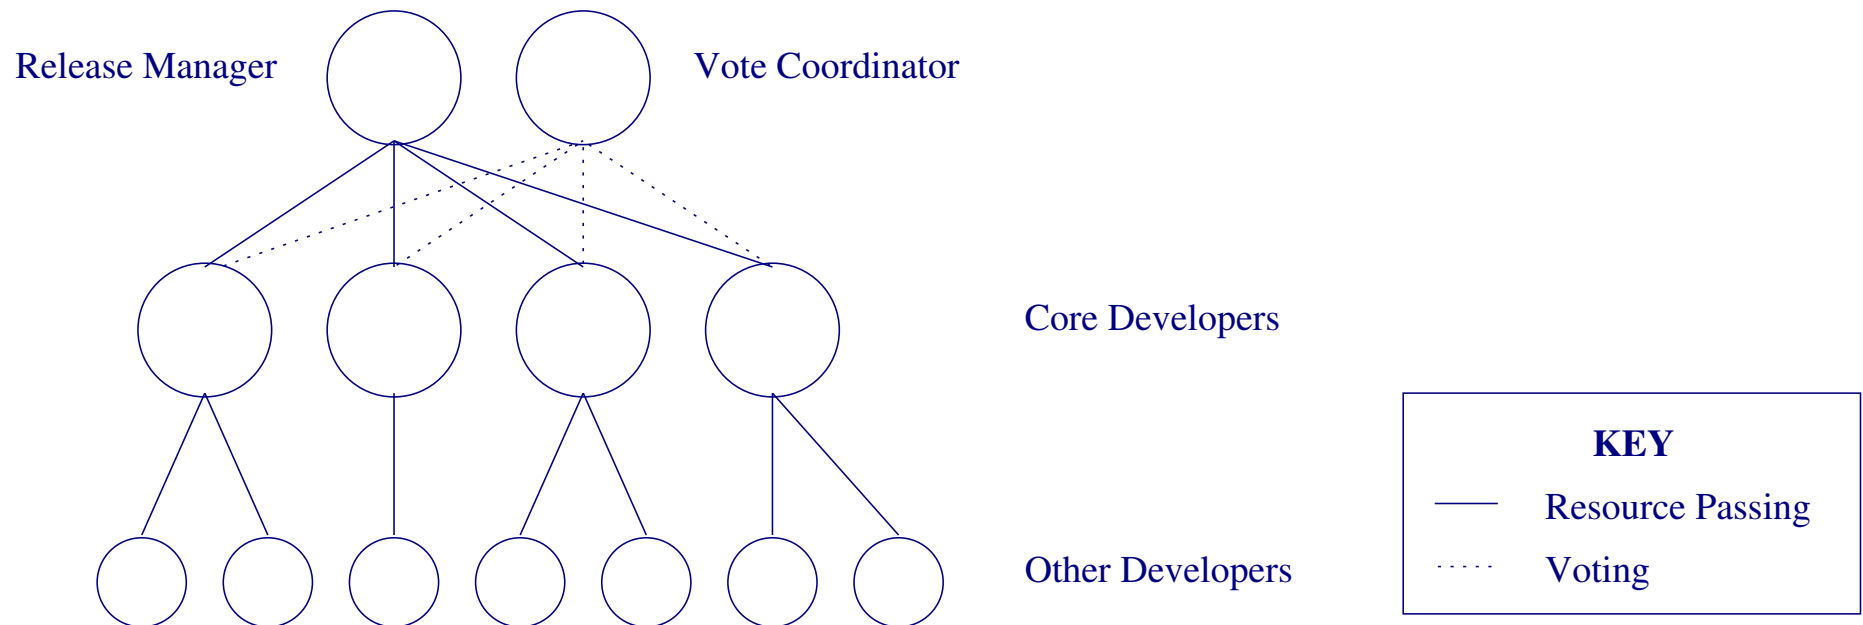 Release Manager
Vote Coordinator
Core Developers
KEY
Resource Passing
Other Developers
Voting